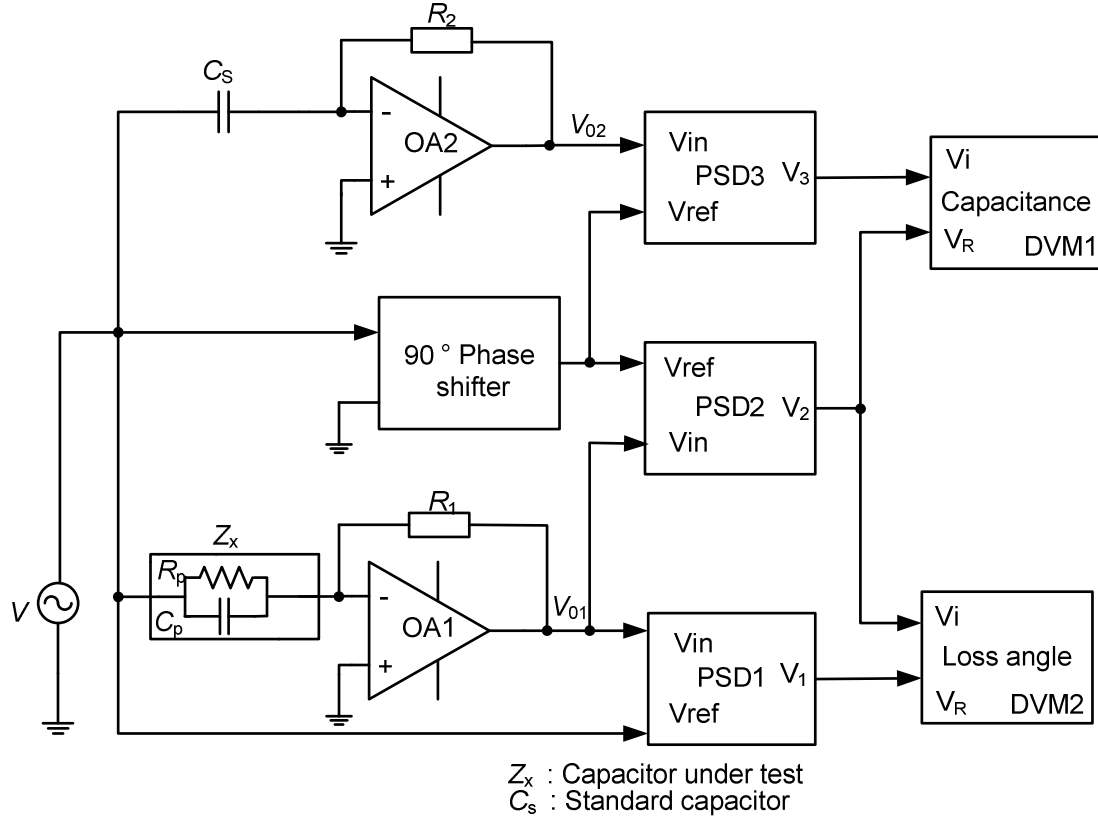 R2
CS
-
OA2
+
V02
Vin
PSD3
V3
Vref
Vi
Capacitance
VR
DVM1
90 ° Phase
shifter
Vref
PSD2
V2
Vin
R1
Zx
Rp
Cp
V
-
OA1
+
V01
Vin
PSD1
V1
Vref
Vi
Loss angle
VR
DVM2
Zx : Capacitor under test
Cs : Standard capacitor